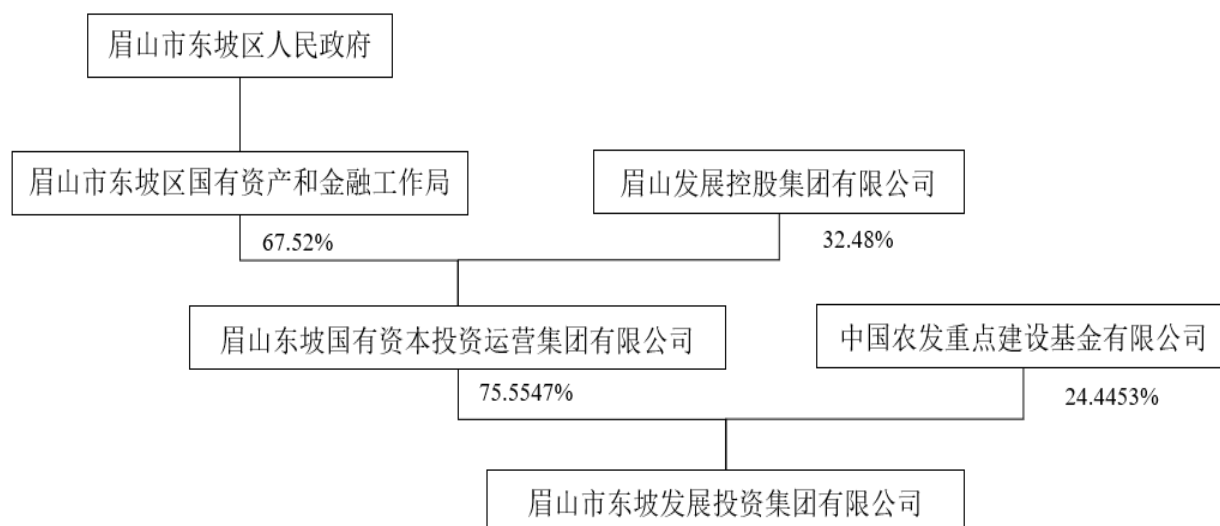 眉山市东坡区人民政府
眉山市东坡区国有资产和金融工作局
眉山发展控股集团有限公司
67.52%
32.48%
眉山东坡国有资本投资运营集团有限公司
中国农发重点建设基金有限公司
75.5547%
24.4453%
眉山市东坡发展投资集团有限公司